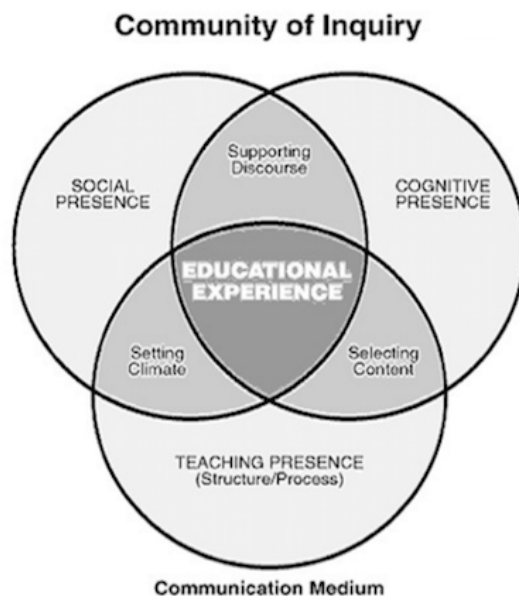 Community of Inquiry
Supporting
Discourse
SOCIAL
PRESENCE
COGNITIVE
PRESENCE
EDUCATIONAL
EXPERIENCE
Setting
Climate
Selecting
Content
TEACHING PRESENCE
(Structure/Process)
Communication Medium